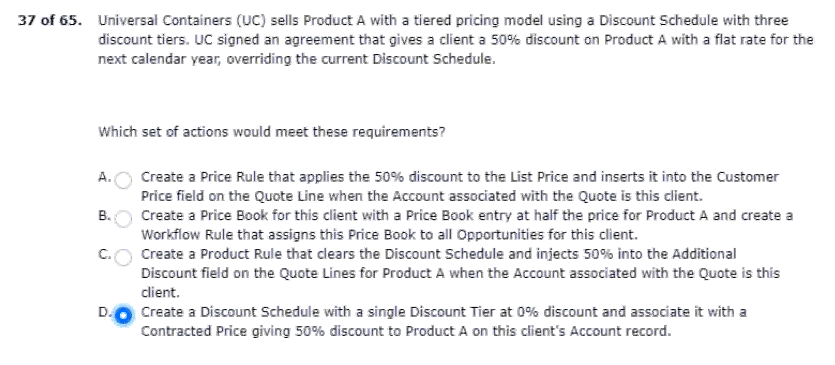 37 of 65. Universal Containers (UC) sells Product A with a tiered pricing model using a Discount Schedule with three
discount tiers. UC signed an agreement that gives a client a 50% discount on Product A with a flat rate for the
next calendar year, overriding the current Discount Schedule.
Which set of actions would meet these requirements?
A. Create a Price Rule that applies the 50% discount to the List Price and inserts it into the Customer
Price field on the Quote Line when the Account associated with the Quote is this client.
B. Create a Price Book for this client with a Price Book entry at half the price for Product A and create a
Workflow Rule that assigns this Price Book to all Opportunities for this client.
C. Create a Product Rule that clears the Discount Schedule and injects 50% into the Additional
Discount field on the Quote Lines for Product A when the Account associated with the Quote is this
client.
D. Create a Discount Schedule with a single Discount Tier at 0% discount and associate it with a
Contracted Price giving 50% discount to Product A on this client's Account record.